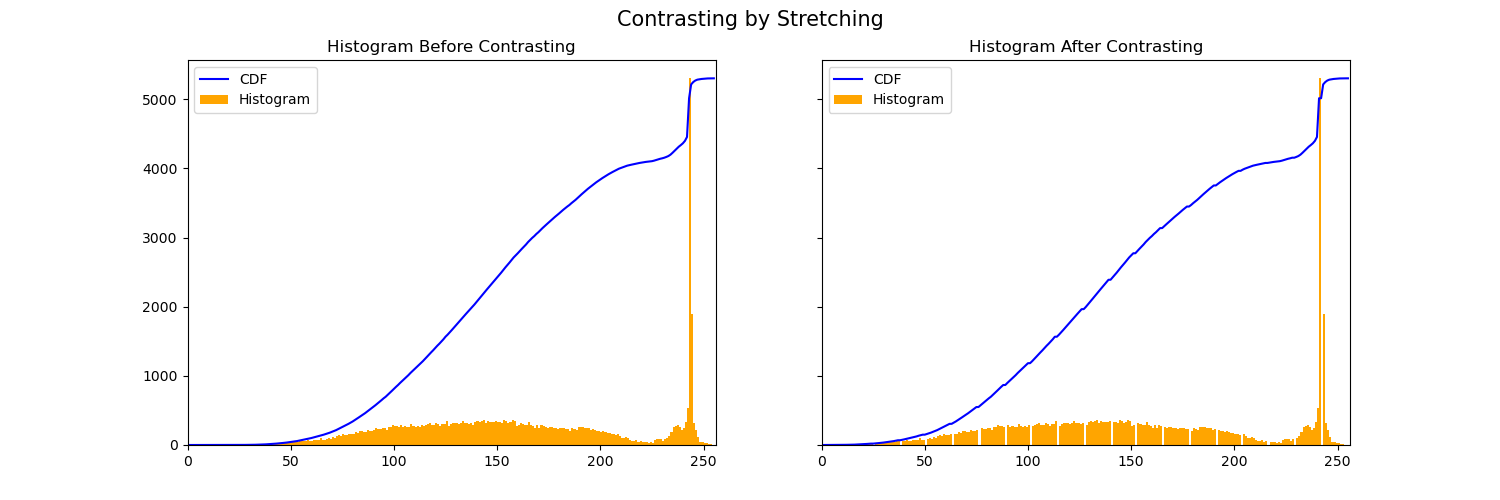 Contrasting by Stretching
Histogram Before Contrasting
CDF
Histogram
5000
4000
3000
2000
1000
0
0 50 100 150 200 250
Histogram After Contrasting
CDF
Histogram
0 50 100 150 200 250